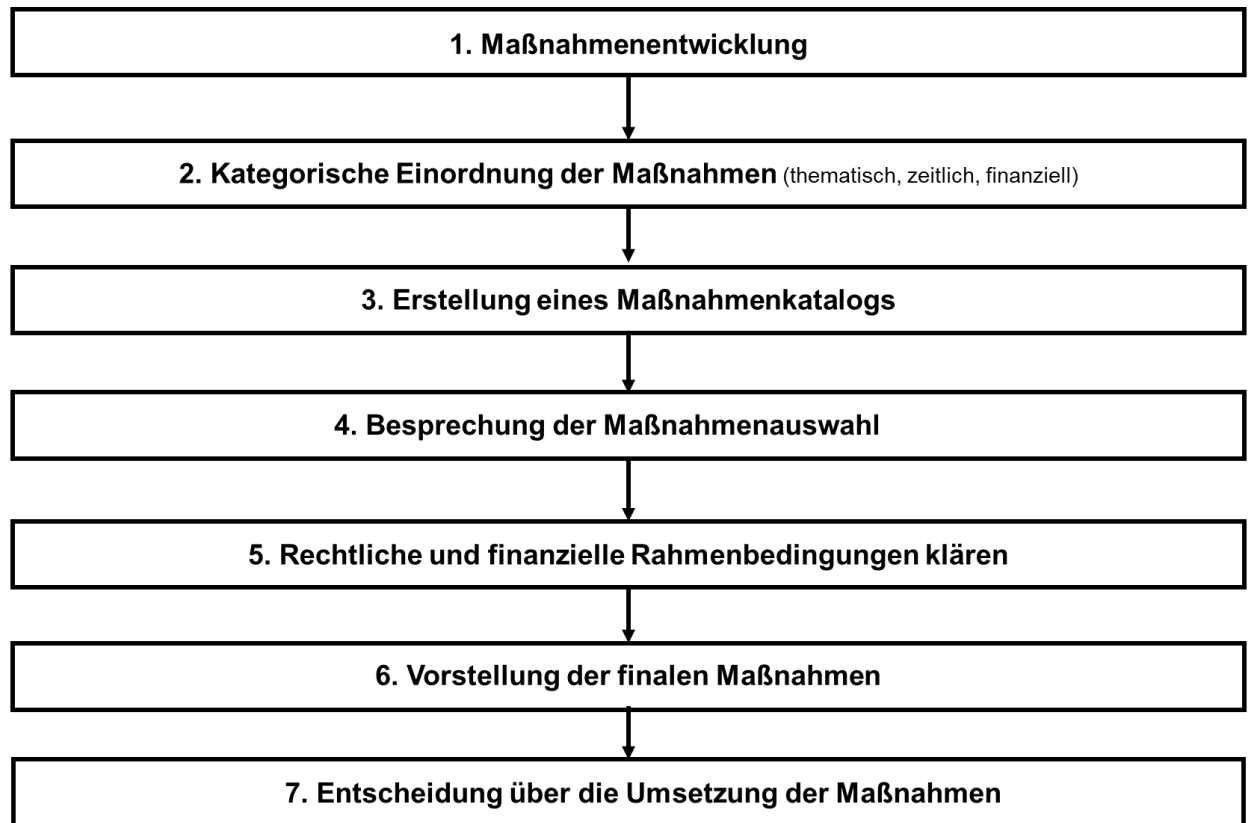 1. Maßnahmenentwicklung
2. Kategorische Einordnung der Maßnahmen (thematisch, zeitlich, finanziell)
3. Erstellung eines Maßnahmenkatalogs
4. Besprechung der Maßnahmenauswahl
5. Rechtliche und finanzielle Rahmenbedingungen klären
6. Vorstellung der finalen Maßnahmen
7. Entscheidung über die Umsetzung der Maßnahmen